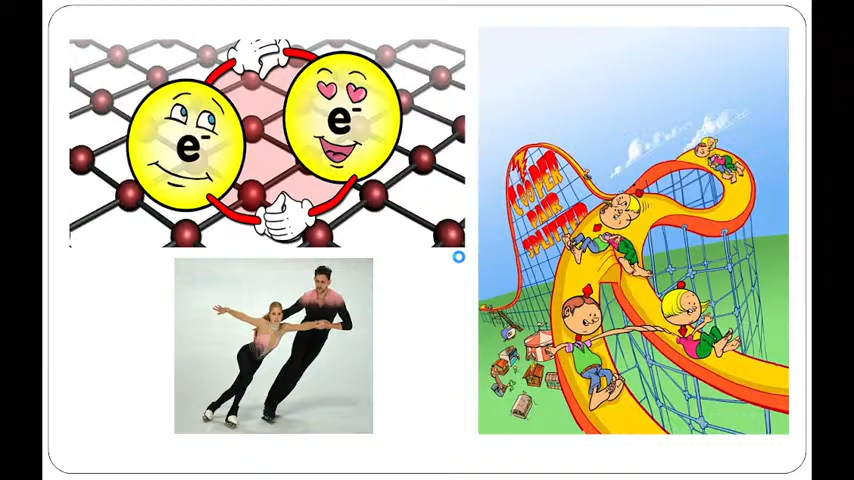 e-
e-
COOPER
PAIR
SPLITTER